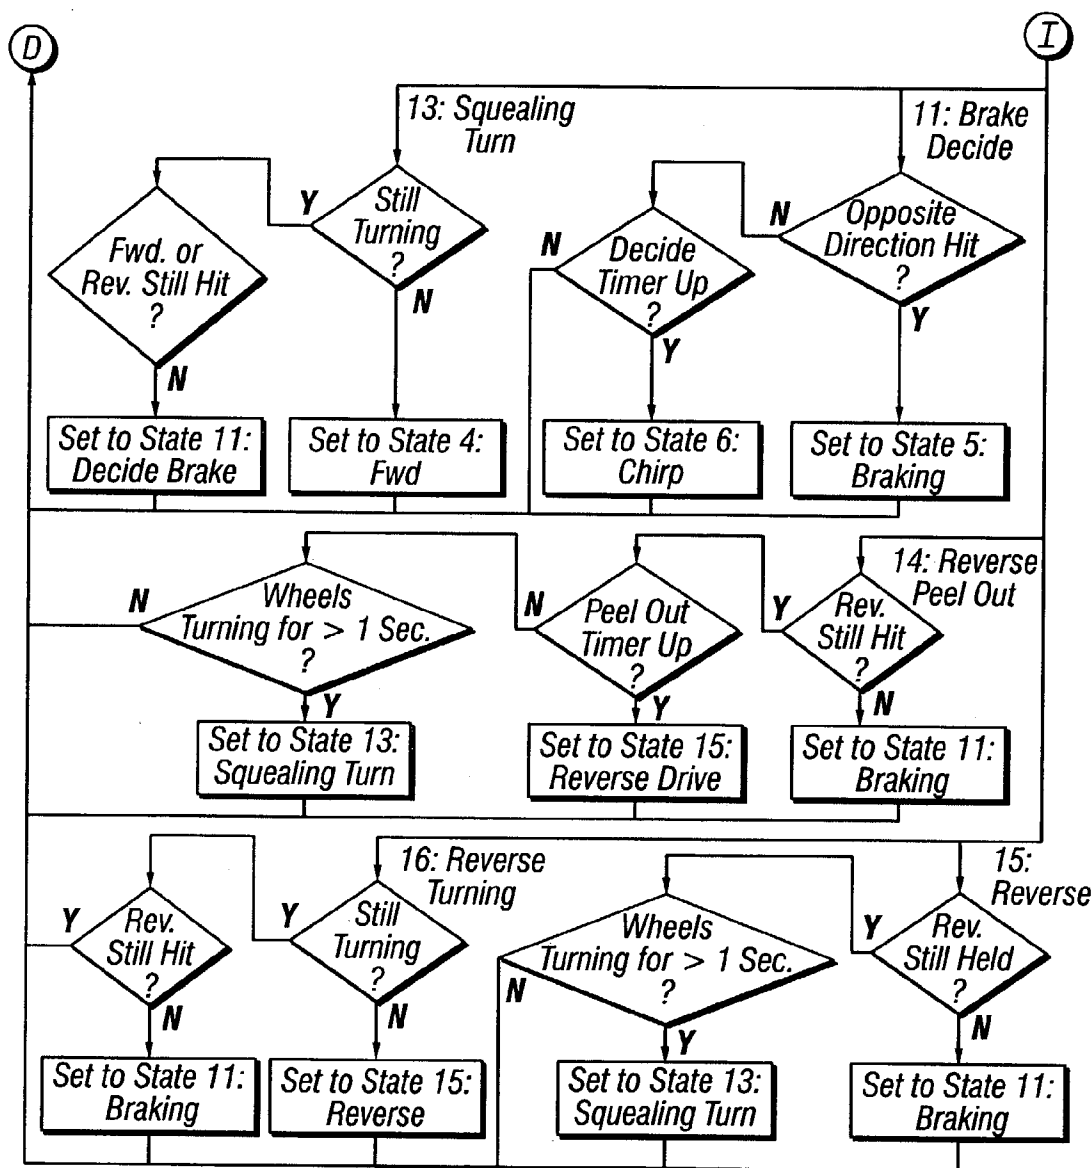 D
I
13: Squealing
Turn
11: Brake
Decide
Fwd. or
Rev. Still Hit
?
Y
Still
Turning
?
N
N
Decide
Timer Up
?
Y
N
Opposite
Direction Hit
?
Y
N
Set to State 11:
Decide Brake
Set to State 4:
Fwd
Set to State 6:
Chirp
Set to State 5:
Braking
14: Reverse
Peel Out
N
Wheels
Turning for > 1 Sec.
?
Y
N
Peel Out
Timer Up
?
Y
Y
Rev.
Still Hit
?
N
Set to State 13:
Squealing Turn
Set to State 15:
Reverse Drive
Set to State 11:
Braking
16: Reverse
Turning
15:
Reverse
Y
Rev.
Still Hit
?
N
Y
Still
Turning
?
N
Wheels
Turning for > 1 Sec.
?
N
Y
Y
Rev.
Still Held
?
N
Set to State 11:
Braking
Set to State 15:
Reverse
Set to State 13:
Squealing Turn
Set to State 11:
Braking